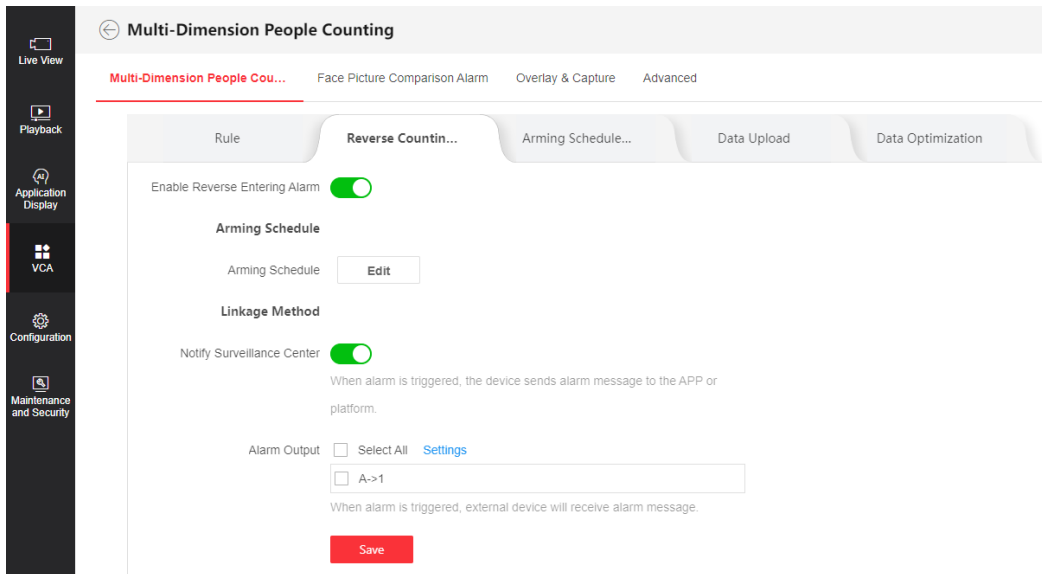 Multi-Dimension People Counting
Live View
Playback
Application
Display
VCA
Configuration
Maintenance
and Security
Multi-Dimension People Cou...
Face Picture Comparison Alarm
Overlay & Capture
Advanced
Rule
Reverse Countin...
Arming Schedule...
Data Upload
Data Optimization
Enable Reverse Entering Alarm
Arming Schedule
Arming Schedule
Edit
Linkage Method
Notify Surveillance Center
When alarm is triggered, the device sends alarm message to the APP or
platform.
Alarm Output
Select All
Settings
A->1
When alarm is triggered, external device will receive alarm message.
Save